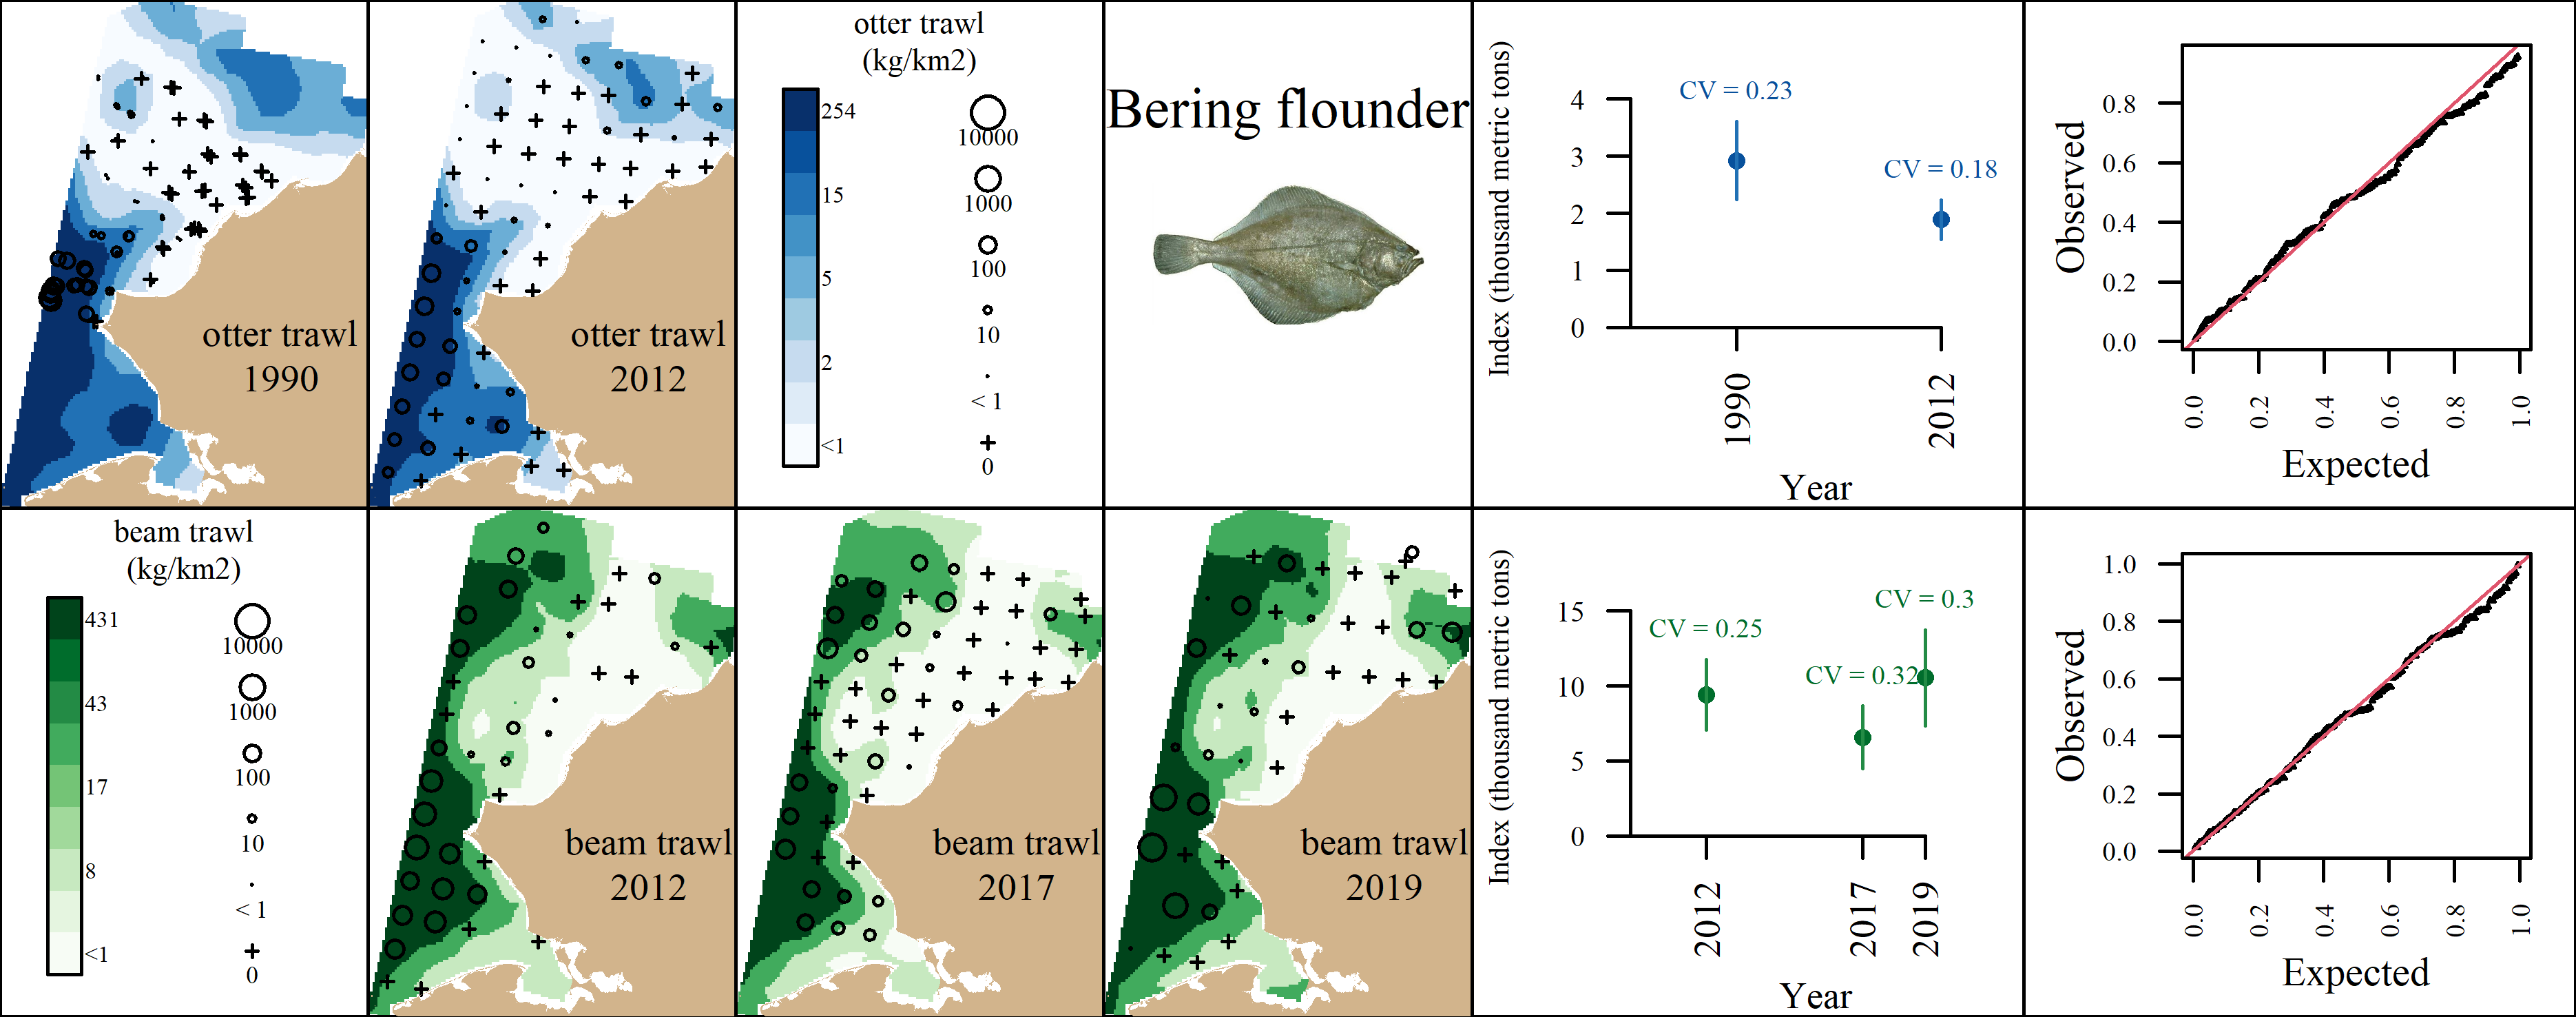 otter trawl
1990
otter trawl
2012
otter trawl
(kg/km2)
254
15
5
2
<1
10000
1000
100
10
< 1
0
Bering flounder
Index (thousand metric tons)
4
3
2
1
0
CV = 0.23
CV = 0.18
1990
2012
Year
Observed
0.8
0.6
0.4
0.2
0.0
0.0
0.2
0.4
0.6
0.8
1.0
Expected
beam trawl
(kg/km2)
431
43
17
8
<1
10000
1000
100
10
< 1
0
beam trawl
2012
beam trawl
2017
beam trawl
2019
Index (thousand metric tons)
15
10
5
0
CV = 0.25
CV = 0.32
CV = 0.3
2012
2017
2019
Year
Observed
1.0
0.8
0.6
0.4
0.2
0.0
0.0
0.2
0.4
0.6
0.8
1.0
Expected